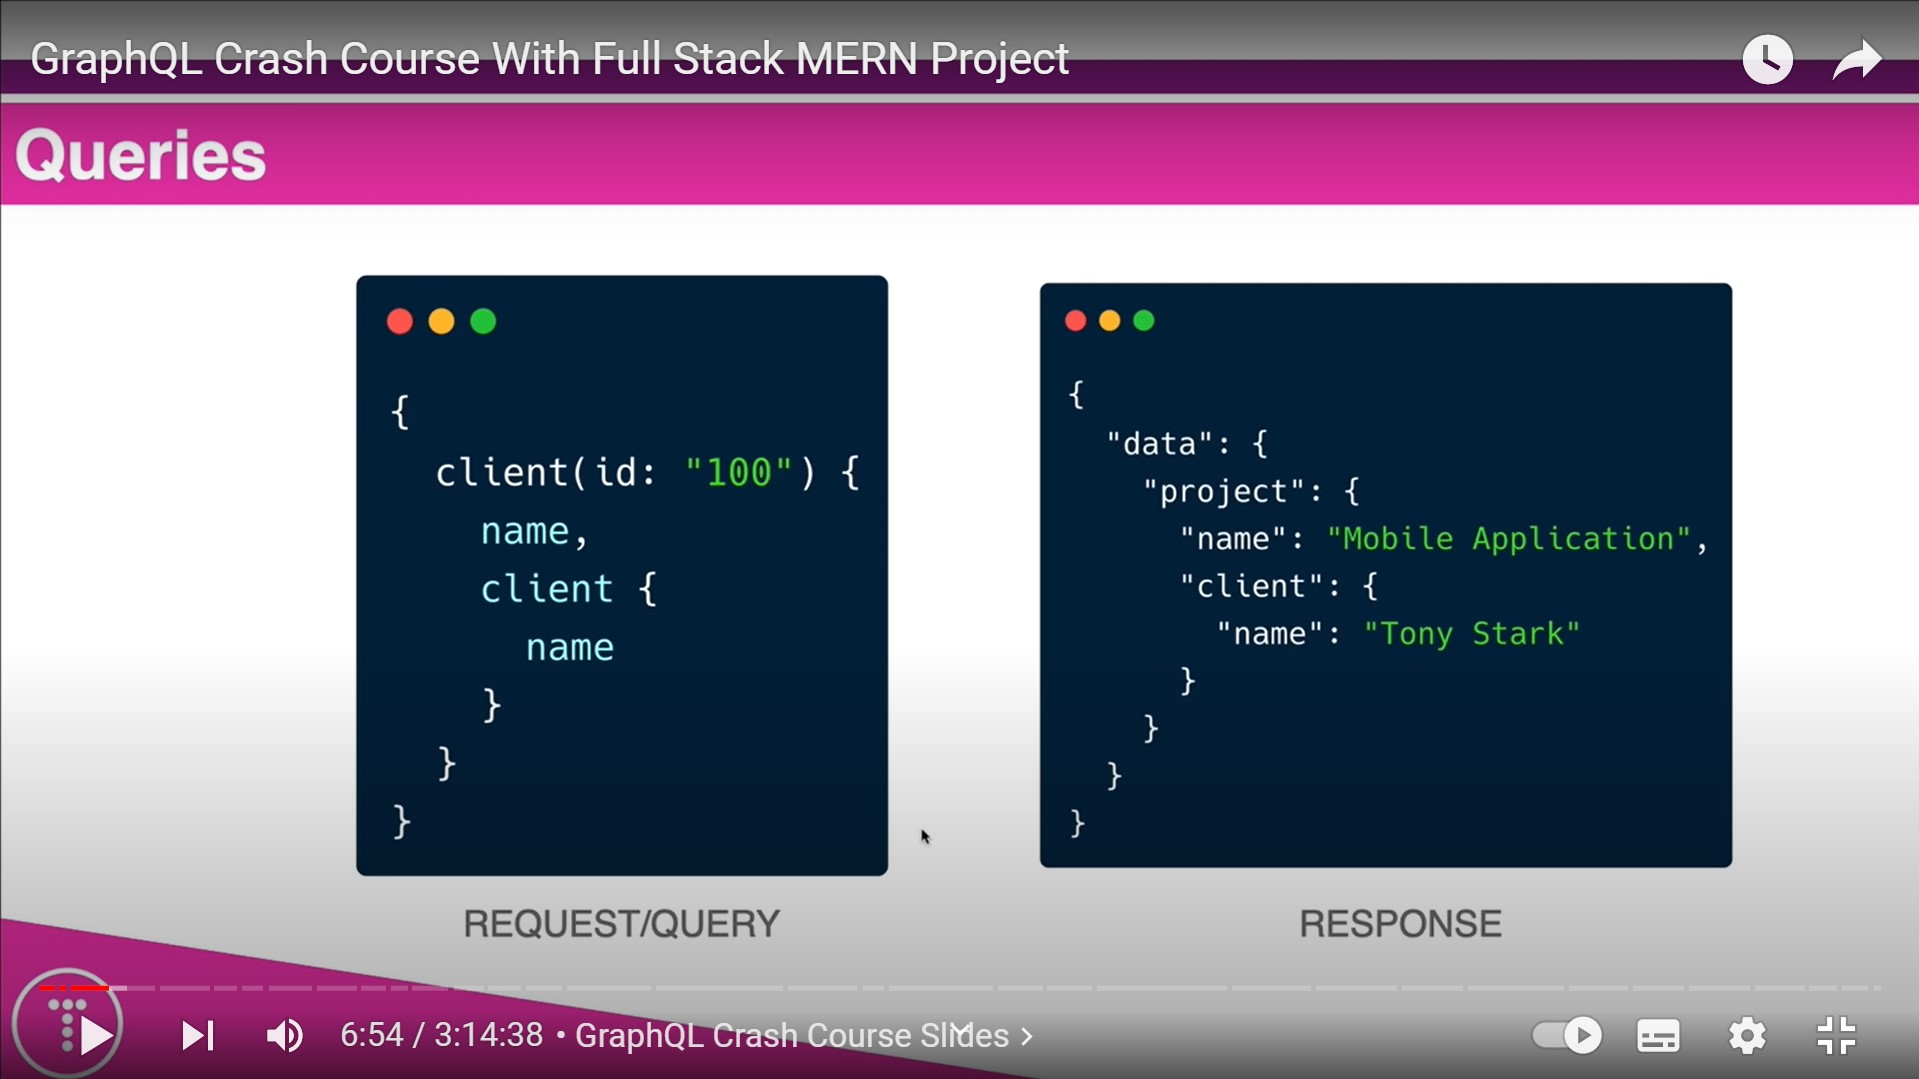 GraphQL Crash Course With Full Stack MERN Project
Queries
{
client(id: "100") {
name,
client {
name
}
}
}
REQUEST/QUERY
{
"data": {
"project": {
"name": "Mobile Application",
"client": {
"name": "Tony Stark"
}
}
}
}
RESPONSE
6:54 / 3:14:38 • GraphQL Crash Course Slides >